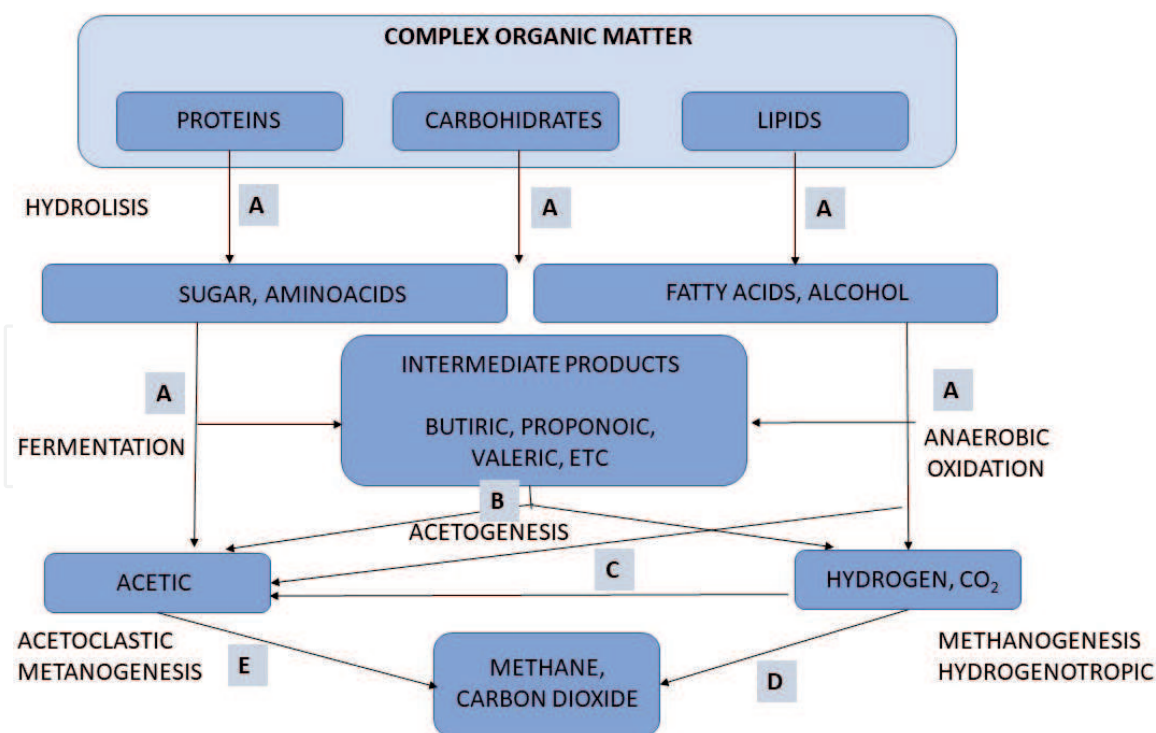 COMPLEX ORGANIC MATTER
PROTEINS
CARBOHIDRATES
LIPIDS
HYDROLISIS
A
A
A
SUGAR, AMINOACIDS
FATTY ACIDS, ALCOHOL
INTERMEDIATE PRODUCTS
BUTIRIC, PROPONOIC,
VALERIC, ETC
A
A
FERMENTATION
ANAEROBIC
OXIDATION
B
ACETOGENESIS
C
ACETIC
HYDROGEN, CO₂
ACETOCLASTIC
METANOGENESIS
E
METHANE,
CARBON DIOXIDE
D
METHANOGENESIS
HYDROGENOTROPIC